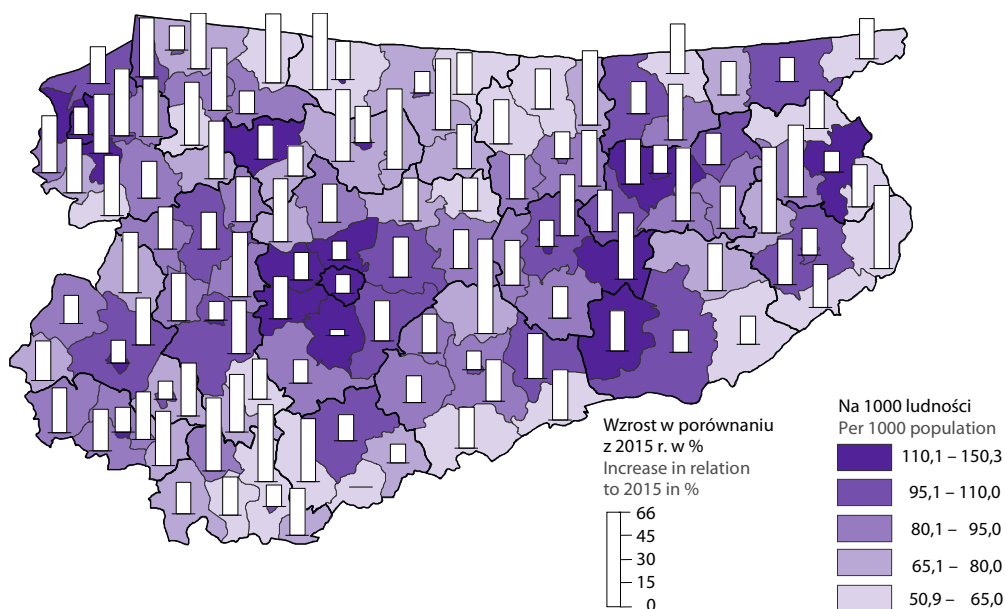 Wzrost w porównaniu
z 2015 r. w %
Increase in relation
to 2015 in %
66
45
30
15
0
Na 1000 ludności
Per 1000 population
110,1 – 150,3
95,1 – 110,0
80,1 – 95,0
65,1 – 80,0
50,9 – 65,0